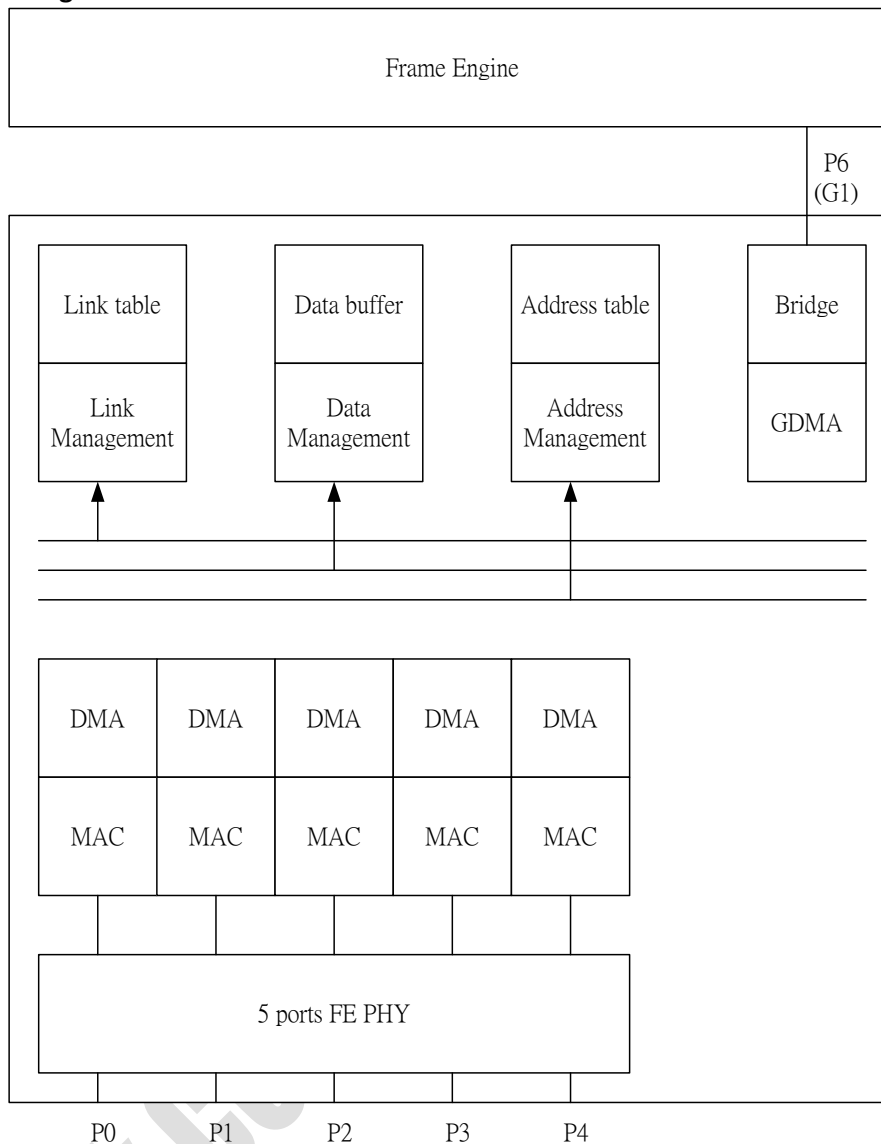 Frame Engine
P6
(G1)
Link table
Data buffer
Address table
Bridge
Link
Management
Data
Management
Address
Management
GDMA
DMA
DMA
DMA
DMA
DMA
MAC
MAC
MAC
MAC
MAC
5 ports FE PHY
P0
P1
P2
P3
P4